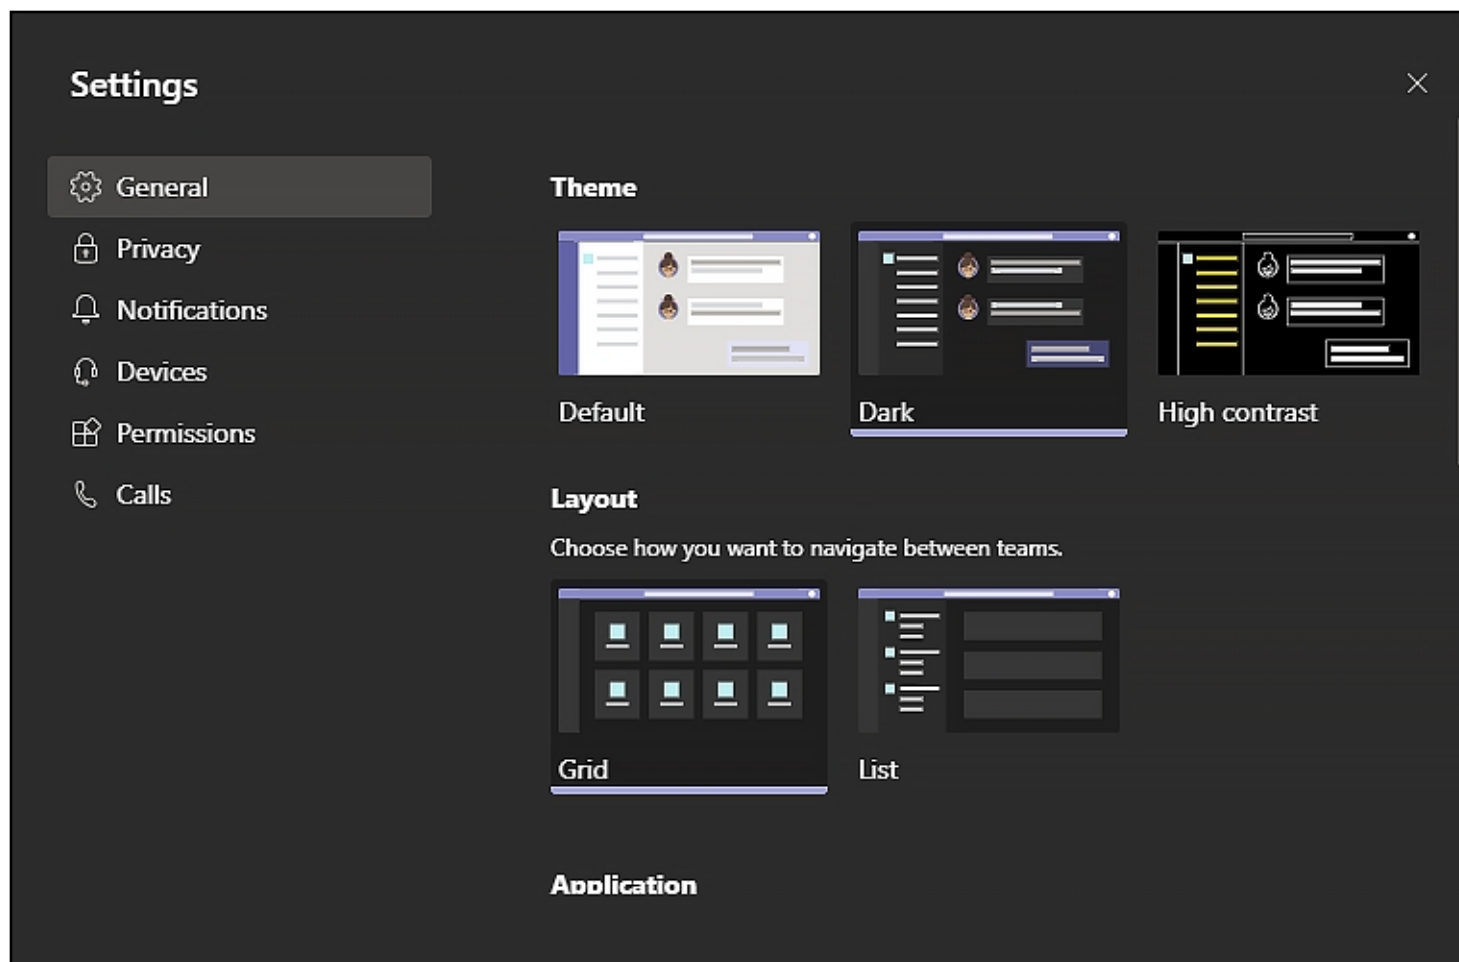 Settings
General
Privacy
Notifications
Devices
Permissions
Calls
Theme
Default
Dark
High contrast
Layout
Choose how you want to navigate between teams.
Grid
List
Application